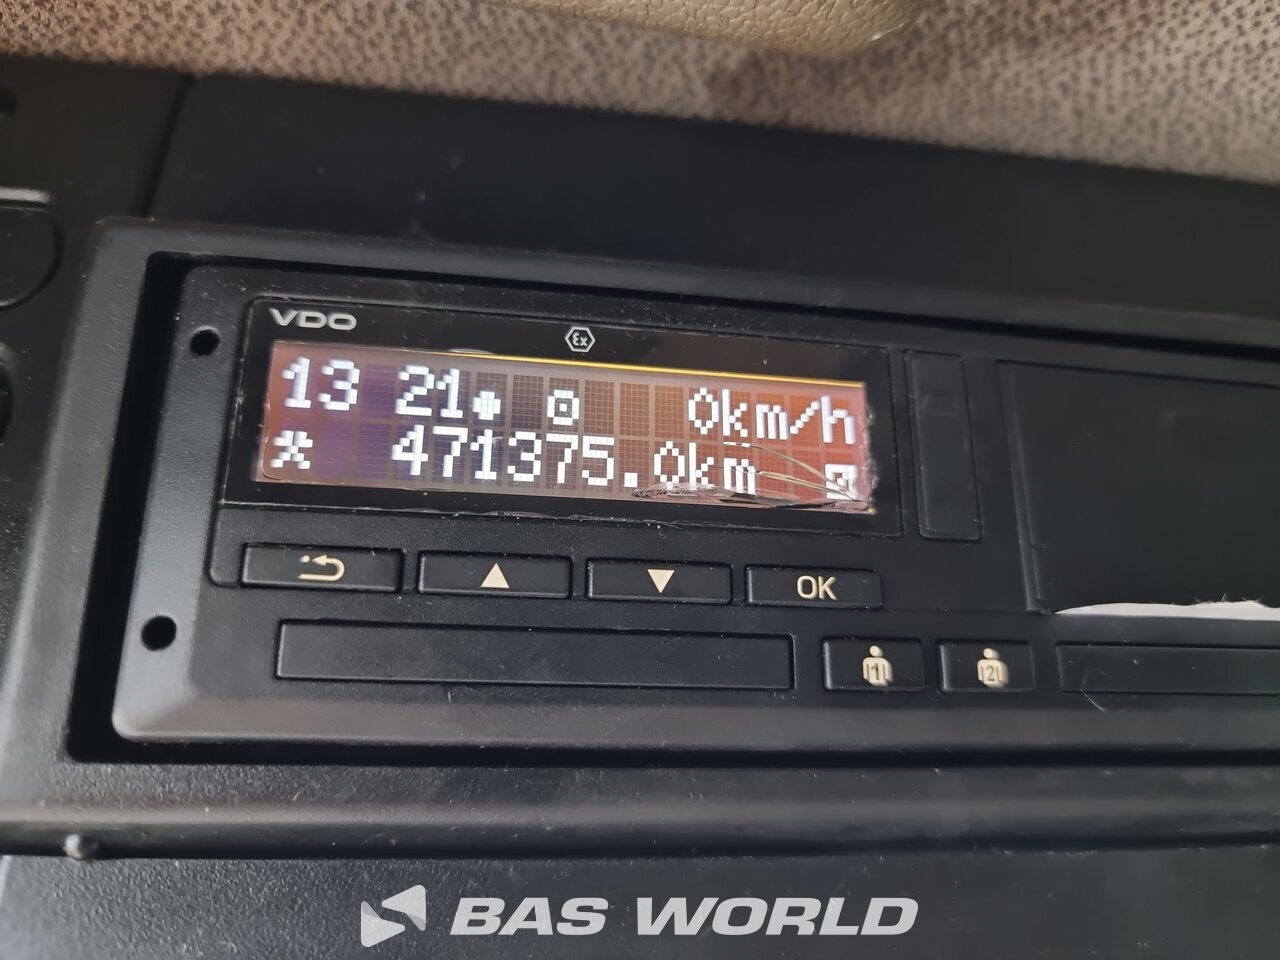 VDO
Ex
13 21 0km/h
471375.0km
OK
1 2
BAS WORLD